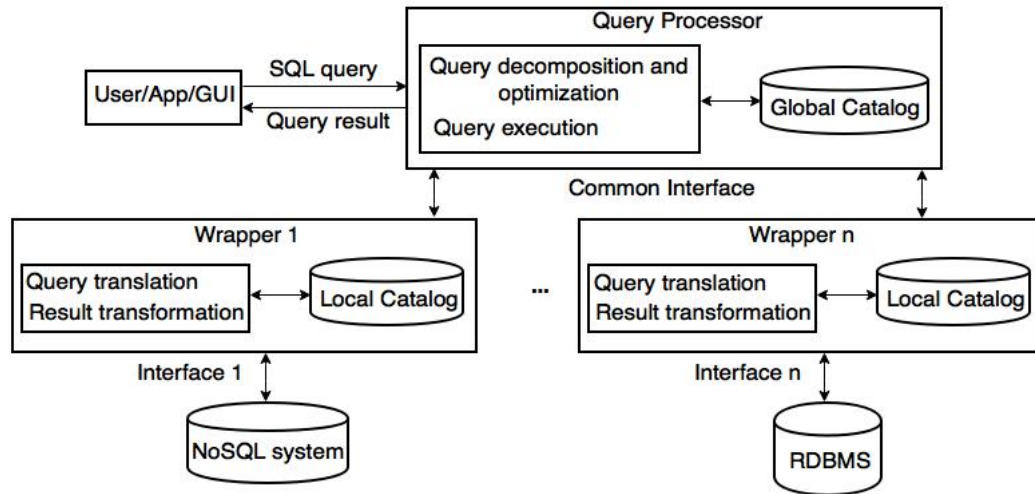 Query Processor
SQL query
User/App/GUI
Query result
Query decomposition and
optimization
Query execution
Global Catalog
Common Interface
Wrapper 1
Query translation
Result transformation
Local Catalog
...
Wrapper n
Query translation
Result transformation
Local Catalog
Interface 1
Interface n
NoSQL system
RDBMS